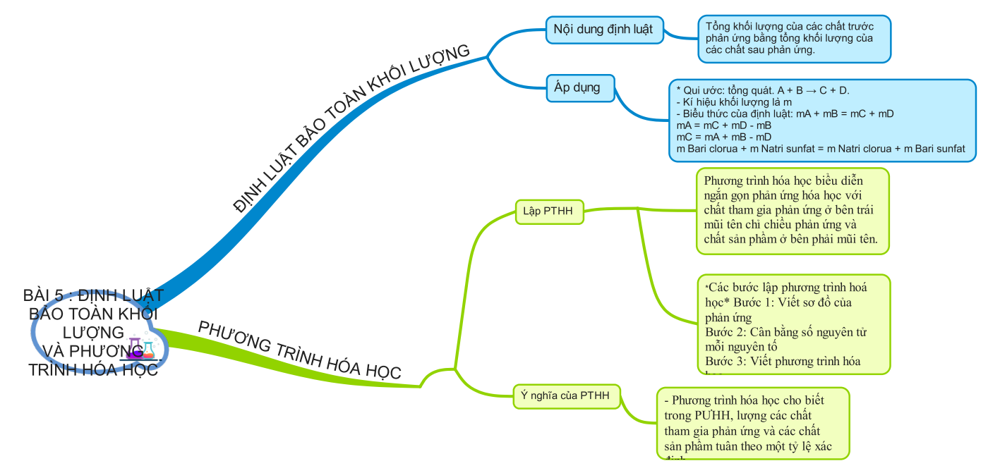 BÀI 5 : ĐỊNH LUẬT
BẢO TOÀN KHỐI
LƯỢNG
VÀ PHƯƠNG
TRÌNH HÓA HỌC
ĐỊNH LUẬT BẢO TOÀN KHỐI LƯỢNG
Nội dung định luật
Tổng khối lượng của các chất trước
phản ứng bằng tổng khối lượng của
các chất sau phản ứng.
Áp dụng
* Qui ước: tổng quát. A + B → C + D.
- Kí hiệu khối lượng là m
- Biểu thức của định luật: mA + mB = mC + mD
mA = mC + mD - mB
mC = mA + mB - mD
m Bari clorua + m Natri sunfat = m Natri clorua + m Bari sunfat
PHƯƠNG TRÌNH HÓA HỌC
Lập PTHH
Phương trình hóa học biểu diễn
ngắn gọn phản ứng hóa học với
chất tham gia phản ứng ở bên trái
mũi tên chỉ chiều phản ứng và
chất sản phẩm ở bên phải mũi tên.
*Các bước lập phương trình hoá
học* Bước 1: Viết sơ đồ của
phản ứng
Bước 2: Cân bằng số nguyên tử
mỗi nguyên tố
Bước 3: Viết phương trình hóa
Ý nghĩa của PTHH
- Phương trình hóa học cho biết
trong PƯHH, lượng các chất
tham gia phản ứng và các chất
sản phẩm tuân theo một tỷ lệ xác